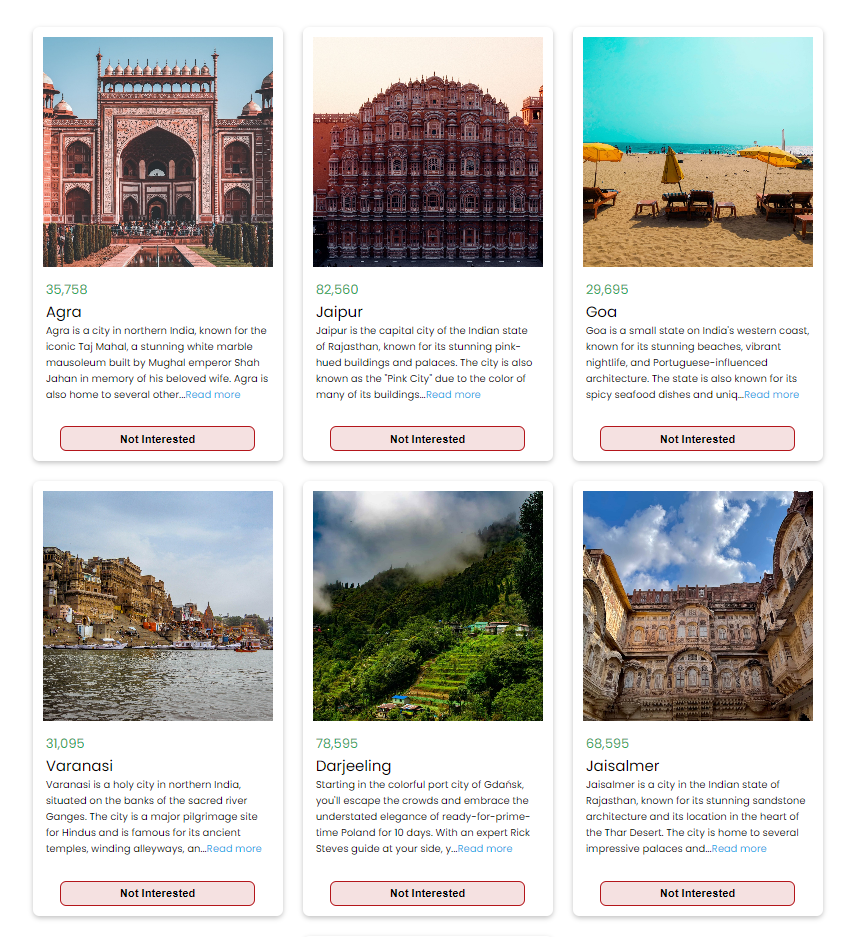 35,758
Agra
Agra is a city in northern India, known for the
iconic Taj Mahal, a stunning white marble
mausoleum built by Mughal emperor Shah
Jahan in memory of his beloved wife. Agra is
also home to several other...Read more
Not Interested
82,560
Jaipur
Jaipur is the capital city of the Indian state
of Rajasthan, known for its stunning pink-
hued buildings and palaces. The city is also
known as the "Pink City" due to the color of
many of its buildings...Read more
Not Interested
29,695
Goa
Goa is a small state on India's western coast,
known for its stunning beaches, vibrant
nightlife, and Portuguese-influenced
architecture. The state is also known for its
spicy seafood dishes and uniq...Read more
Not Interested
31,095
Varanasi
Varanasi is a holy city in northern India,
situated on the banks of the sacred river
Ganges. The city is a major pilgrimage site
for Hindus and is famous for its ancient
temples, winding alleyways, an...Read more
Not Interested
78,595
Darjeeling
Starting in the colorful port city of Gdańsk,
you'll escape the crowds and embrace the
understated elegance of ready-for-prime-
time Poland for 10 days. With an expert Rick
Steves guide at your side, y...Read more
Not Interested
68,595
Jaisalmer
Jaisalmer is a city in the Indian state of
Rajasthan, known for its stunning sandstone
architecture and its location in the heart of
the Thar Desert. The city is home to several
impressive palaces and...Read more
Not Interested